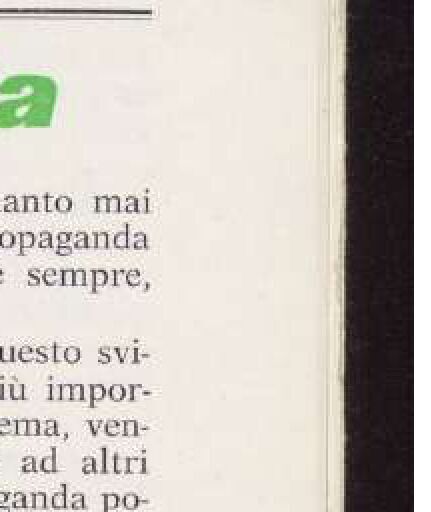 a
anto mai
opaganda
e sempre,
uesto svi-
iù impor-
ema, ven-
ad altri
ganda po-